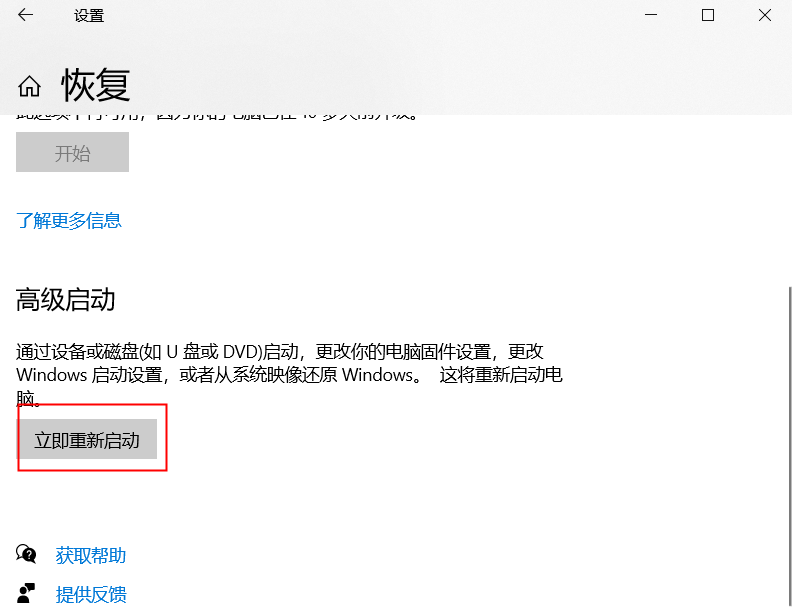 设置
恢复
开始
了解更多信息
高级启动
通过设备或磁盘(如 U 盘或 DVD)启动，更改你的电脑固件设置，更改
Windows 启动设置，或者从系统映像还原 Windows。 这将重新启动电
脑。
立即重新启动
获取帮助
提供反馈